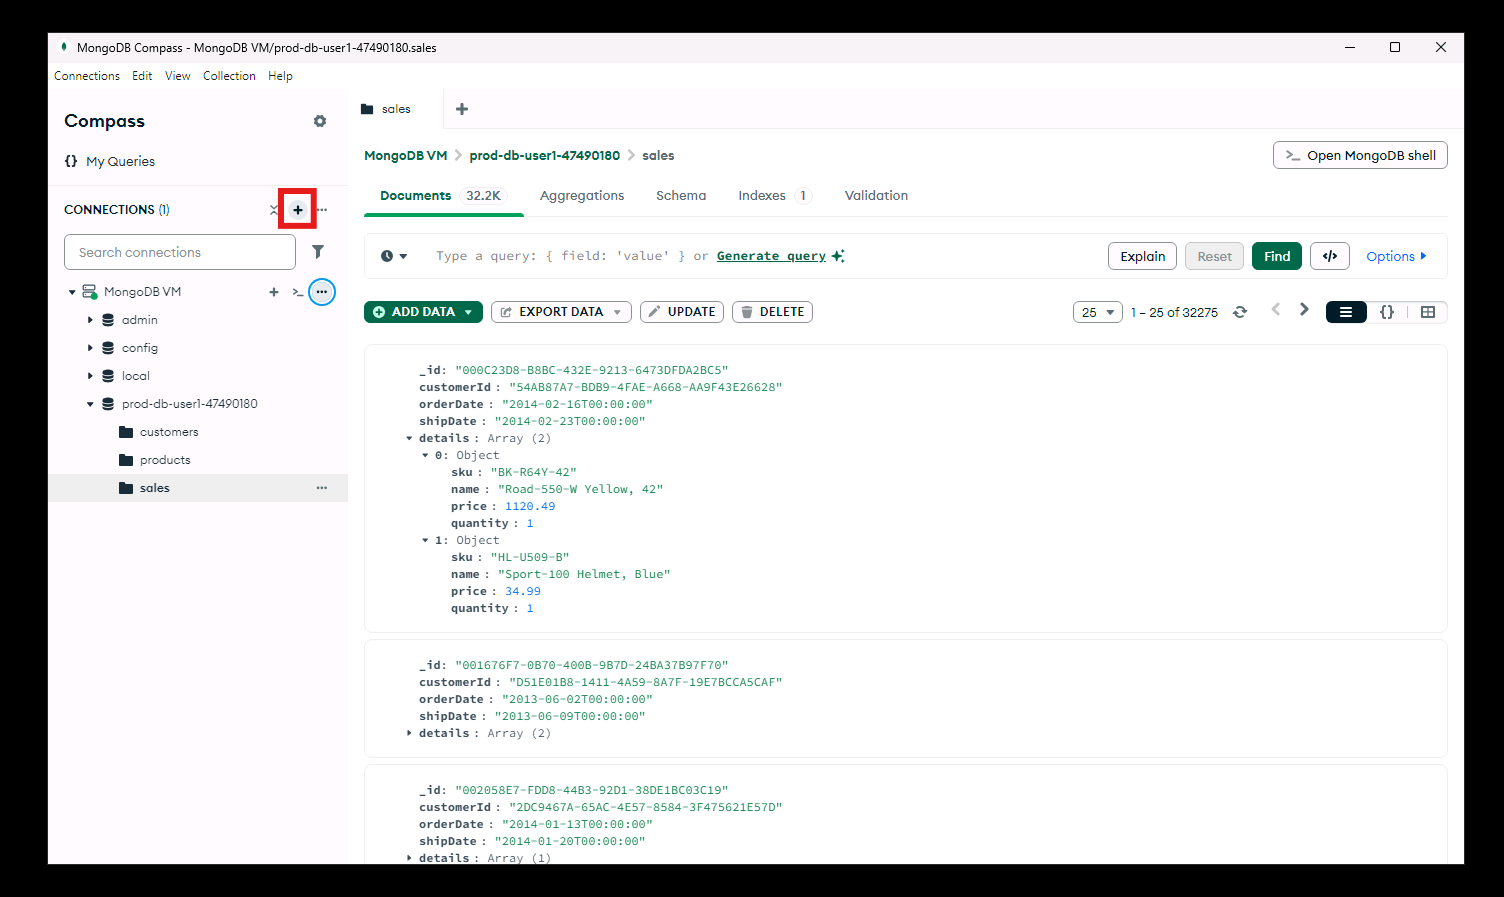 MongoDB Compass - MongoDB VM/prod-db-user1-47490180.sales
Connections Edit View Collection Help
Compass
{} My Queries
CONNECTIONS (1)
Search connections
MongoDB VM
admin
config
local
prod-db-user1-47490180
customers
products
sales
sales
MongoDB VM > prod-db-user1-47490180 > sales
>_ Open MongoDB shell
Documents 32.2K Aggregations Schema Indexes 1 Validation
Type a query: { field: 'value' } or Generate query
Explain Reset Find </> Options
ADD DATA EXPORT DATA UPDATE DELETE
25 1 – 25 of 32275 {}
_id: "000C23D8-B8BC-432E-9213-6473DFDA2BC5"
customerId : "54AB87A7-BDB9-4FAE-A668-AA9F43E26628"
orderDate : "2014-02-16T00:00:00"
shipDate : "2014-02-23T00:00:00"
details : Array (2)
0: Object
sku : "BK-R64Y-42"
name : "Road-550-W Yellow, 42"
price : 1120.49
quantity : 1
1: Object
sku : "HL-U509-B"
name : "Sport-100 Helmet, Blue"
price : 34.99
quantity : 1
_id: "001676F7-0B70-400B-9B7D-24BA37B97F70"
customerId : "D51E01B8-1411-4A59-8A7F-19E7BCCA5CAF"
orderDate : "2013-06-02T00:00:00"
shipDate : "2013-06-09T00:00:00"
details : Array (2)
_id: "002058E7-FDD8-44B3-92D1-38DE1BC03C19"
customerId : "2DC9467A-65AC-4E57-8584-3F475621E57D"
orderDate : "2014-01-13T00:00:00"
shipDate : "2014-01-20T00:00:00"
details : Array (1)